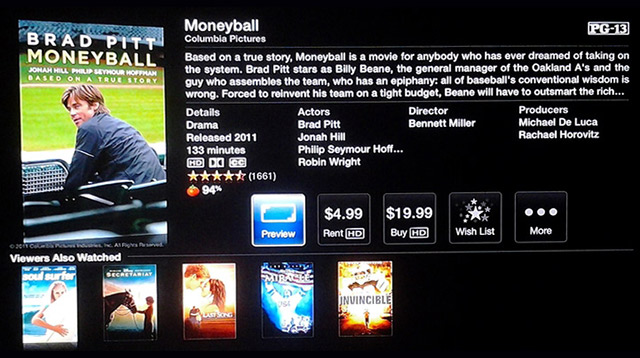 BRAD PITT
MONEYBALL
JONAH HILL PHILIP SEYMOUR HOFFMAN
BASED ON A TRUE STORY
© 2011 Columbia Pictures Industries, Inc. All Rights Reserved.
Moneyball
Columbia Pictures
PG-13
Based on a true story, Moneyball is a movie for anybody who has ever dreamed of taking on
the system. Brad Pitt stars as Billy Beane, the general manager of the Oakland A's and the
guy who assembles the team, who has an epiphany: all of baseball's conventional wisdom is
wrong. Forced to reinvent his team on a tight budget, Beane will have to outsmart the rich...
Details
Drama
Released 2011
133 minutes
HD CC
(1661)
94%
Actors
Brad Pitt
Jonah Hill
Philip Seymour Hoff...
Robin Wright
Director
Bennett Miller
Producers
Michael De Luca
Rachael Horovitz
Preview
$4.99
Rent HD
$19.99
Buy HD
Wish List
More
Viewers Also Watched
soul surfer
SECRETARIAT
LAST SONG
MIRACLE
INVINCIBLE